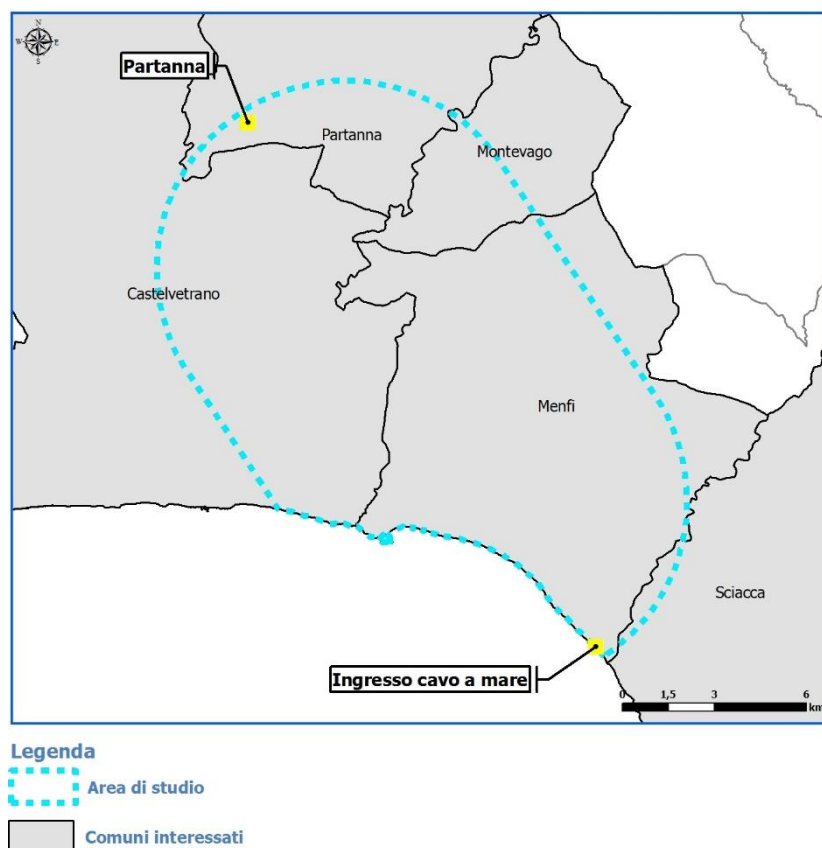 N
W E
S
Partanna
Partanna
Montevago
Castelvetrano
Menfi
Sciacca
Ingresso cavo a mare
0 1,5 3 6
km
Legenda
Area di studio
Comuni interessati